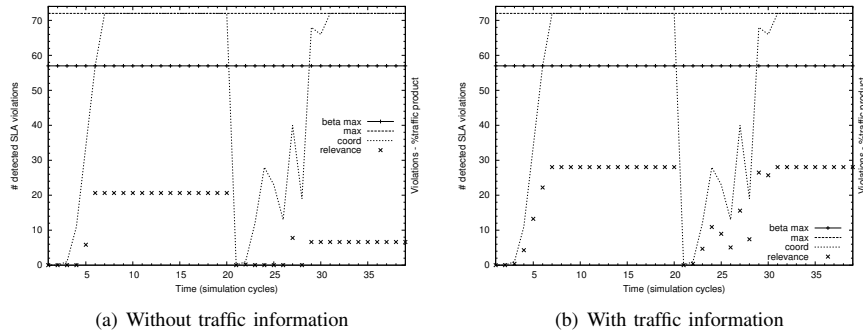 70
60
50
40
30
20
10
0
# detected SLA violations
5 10 15 20 25 30 35
Time (simulation cycles)
Violations - %traffic product
beta max
max
coord
relevance
(a) Without traffic information
70
60
50
40
30
20
10
0
# detected SLA violations
5 10 15 20 25 30 35
Time (simulation cycles)
Violations - %traffic product
beta max
max
coord
relevance
(b) With traffic information